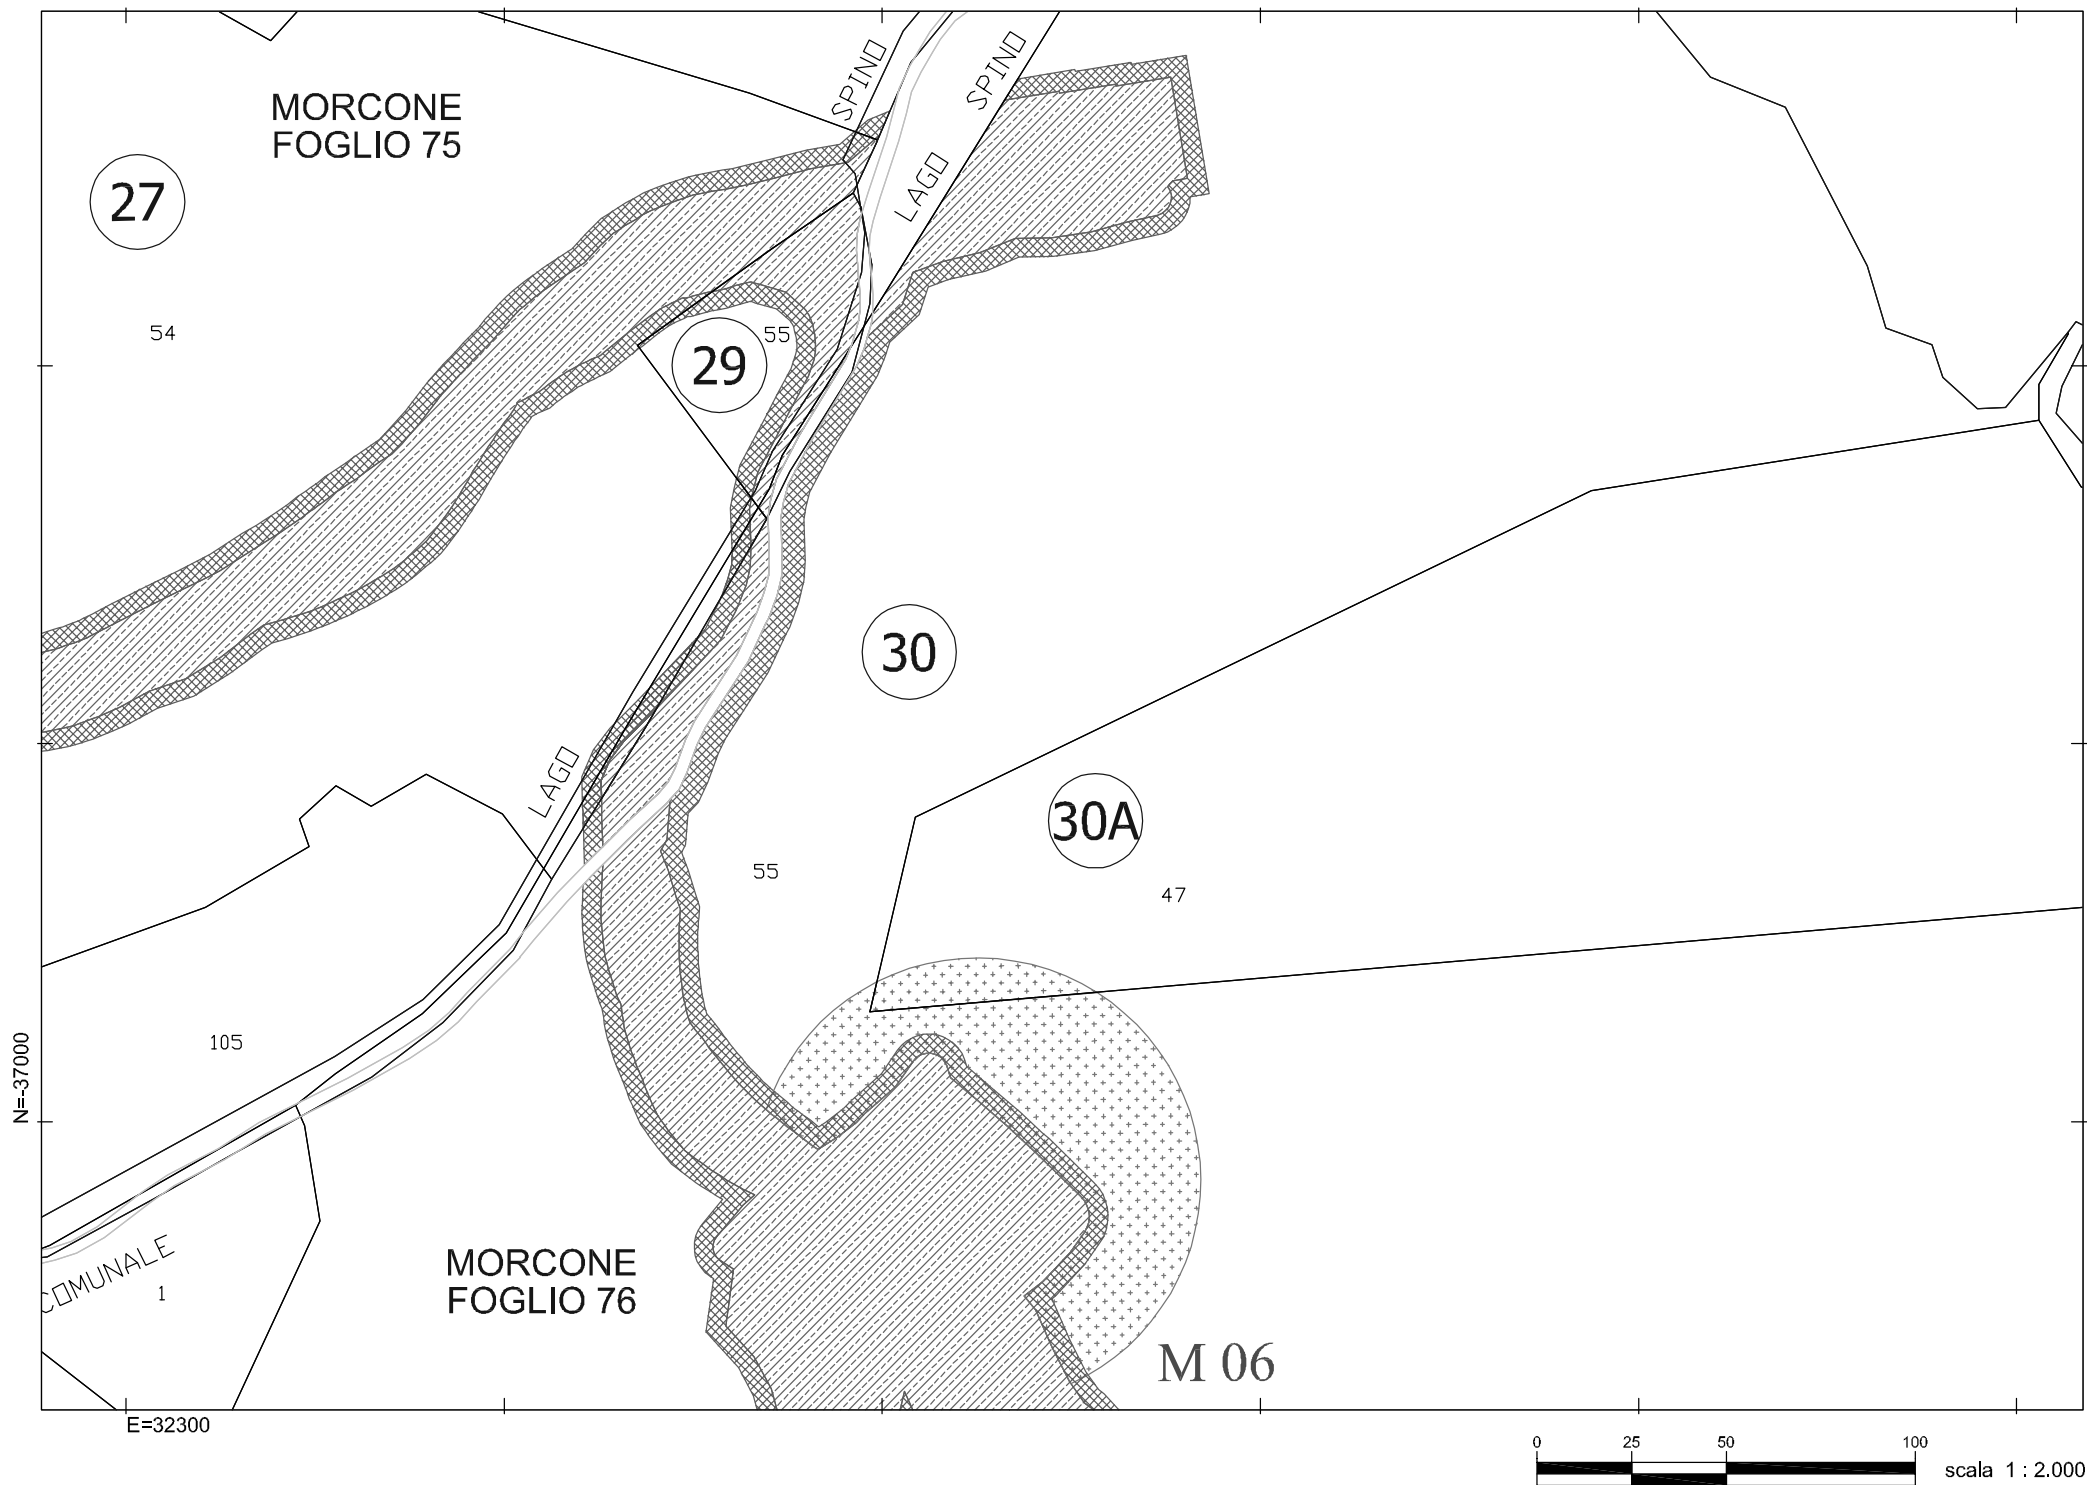 SPINO
SPINO
MORCONE
FOGLIO 75
LAGO
27
54
55
29
30
LAGO
30A
55
47
105
N=-37000
COMUNALE
1
MORCONE
FOGLIO 76
M 06
E=32300
0 25 50 100
scala 1 : 2.000